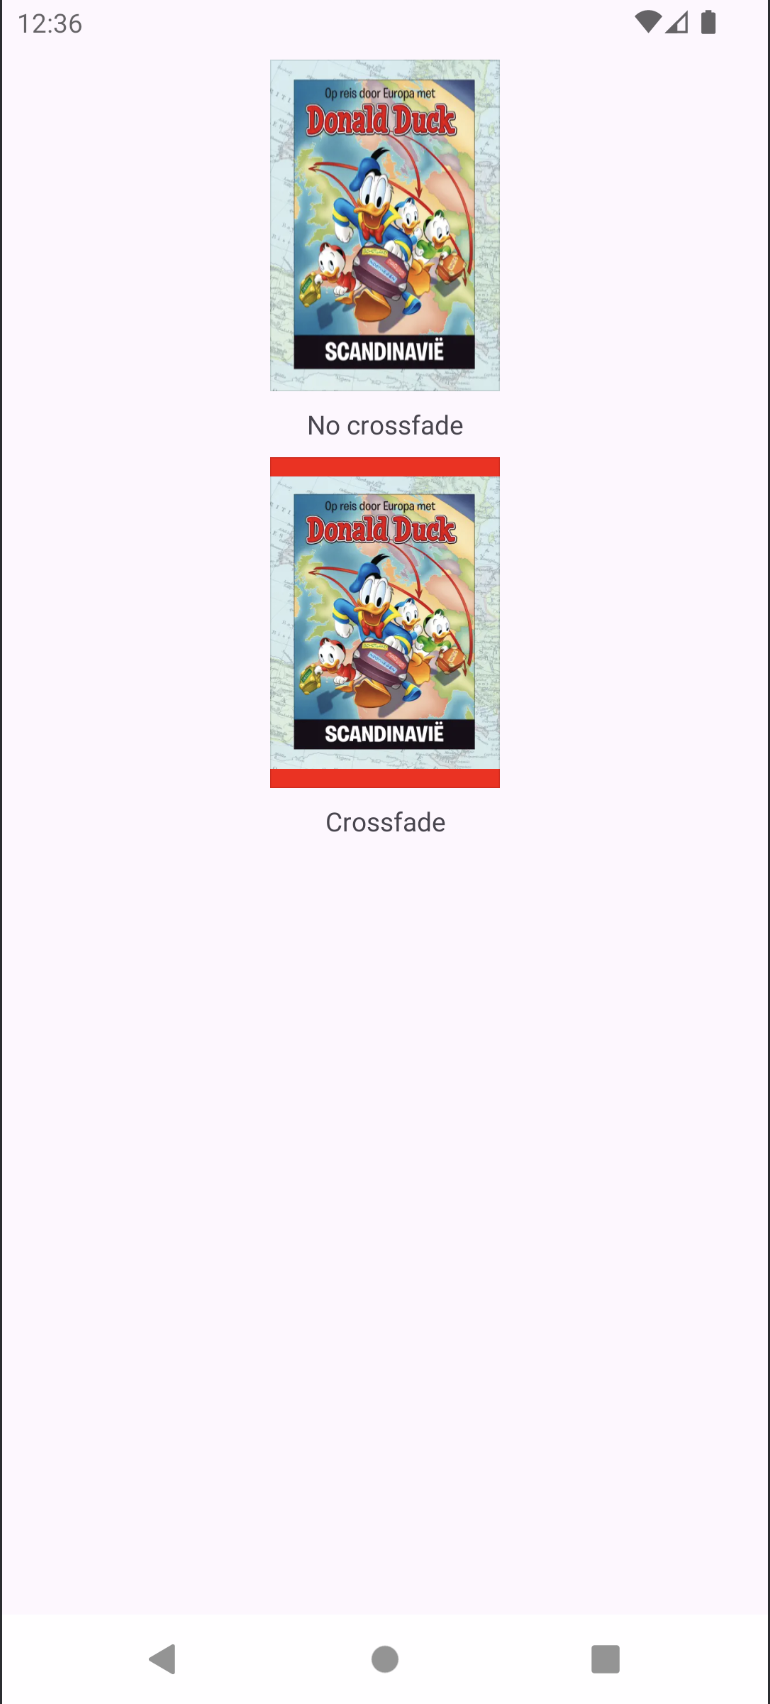 12:36
Op reis door Europa met
Donald Duck
SCANDINAVIË
No crossfade
Op reis door Europa met
Donald Duck
SCANDINAVIË
Crossfade